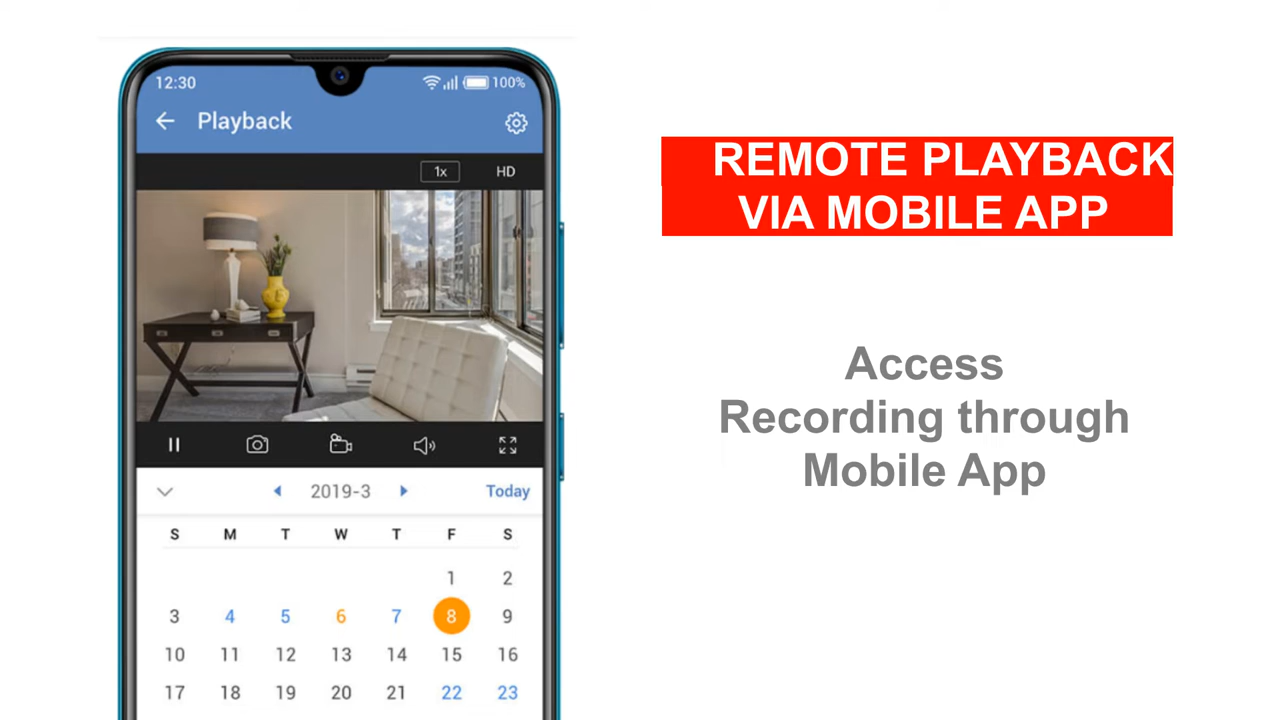 12:30
100%
Playback
1x HD
2019-3 Today
S M T W T F S
1 2
3 4 5 6 7 8 9
10 11 12 13 14 15 16
17 18 19 20 21 22 23
REMOTE PLAYBACK
VIA MOBILE APP
Access
Recording through
Mobile App